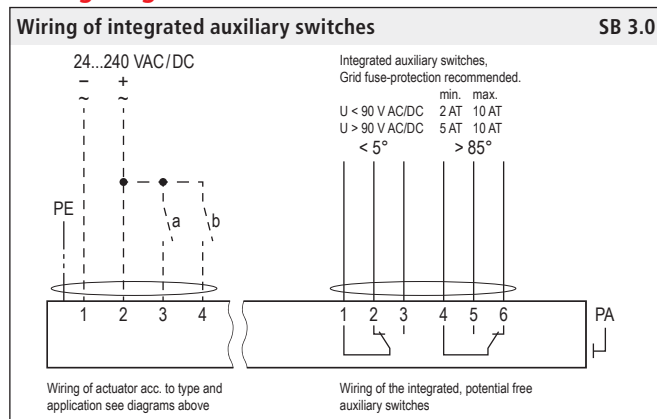 Wiring of integrated auxiliary switches SB 3.0
24...240 VAC/DC
– +
~ ~
Integrated auxiliary switches,
Grid fuse-protection recommended.
min. max.
U < 90 V AC/DC 2 AT 10 AT
U > 90 V AC/DC 5 AT 10 AT
< 5° > 85°
PE
a b
1 2 3 4 1 2 3 4 5 6 PA
Wiring of actuator acc. to type and
application see diagrams above
Wiring of the integrated, potential free
auxiliary switches